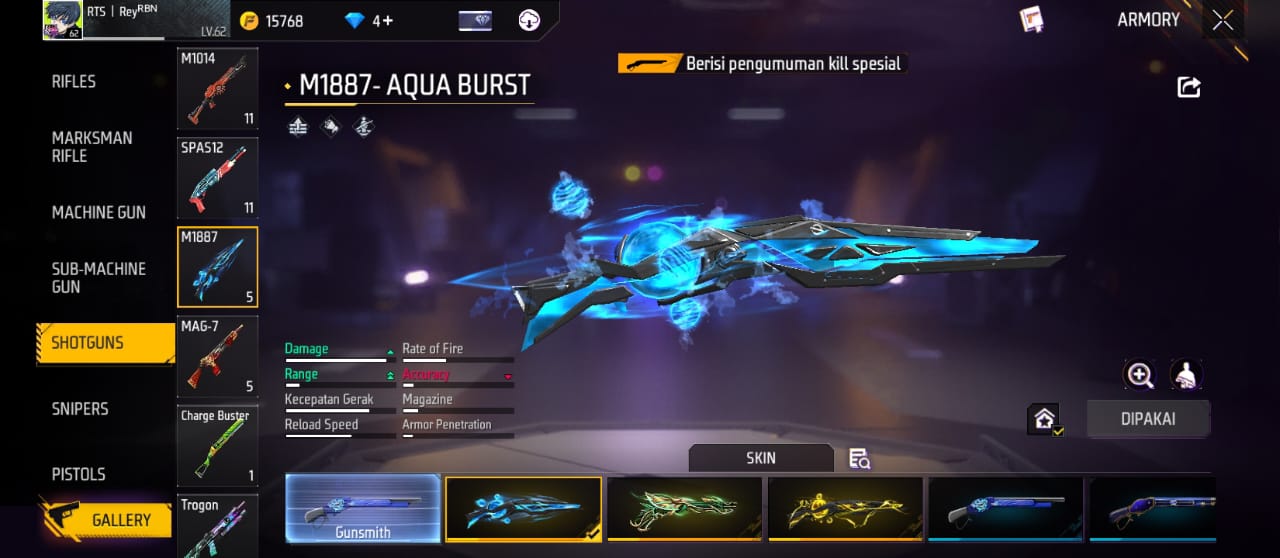 RTS | Rey RBN
62
LV.62
15768
4+
ARMORY
RIFLES
MARKSMAN
RIFLE
MACHINE GUN
SUB-MACHINE
GUN
SHOTGUNS
SNIPERS
PISTOLS
GALLERY
M1014
11
SPAS12
11
M1887
5
MAG-7
5
Charge Buster
1
Trogon
M1887- AQUA BURST
Berisi pengumuman kill spesial
Damage
Rate of Fire
Range
Accuracy
Kecepatan Gerak
Magazine
Reload Speed
Armor Penetration
DIPAKAI
SKIN
Gunsmith